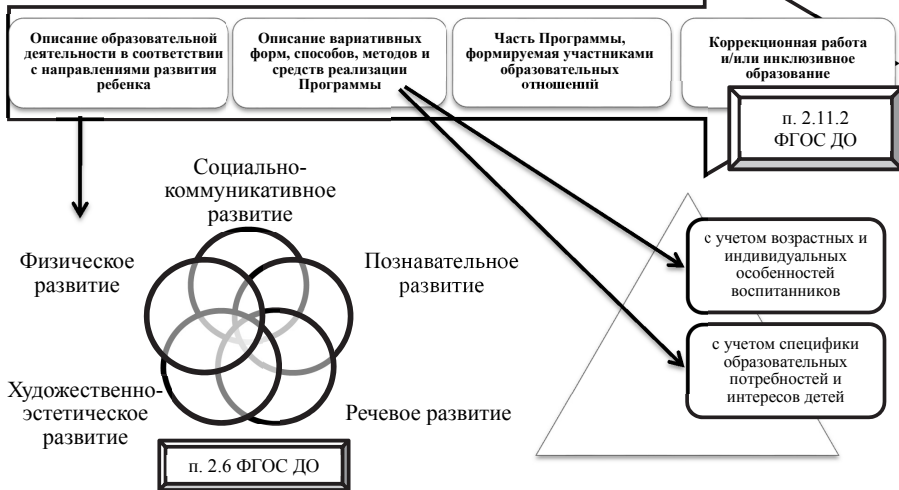 Описание образовательной
деятельности в соответствии
с направлениями развития
ребенка
Описание вариативных
форм, способов, методов и
средств реализации
Программы
Часть Программы,
формируемая участниками
образовательных
отношений
Коррекционная работа
и/или инклюзивное
образование
п. 2.11.2
ФГОС ДО
Социально-
коммуникативное
развитие
Физическое
развитие
Познавательное
развитие
Художественно-
эстетическое
развитие
Речевое развитие
п. 2.6 ФГОС ДО
с учетом возрастных и
индивидуальных
особенностей
воспитанников
с учетом специфики
образовательных
потребностей и
интересов детей